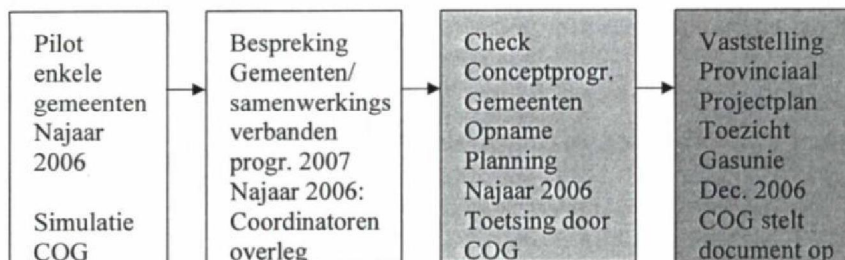 Pilot
enkele
gemeenten
Najaar
2006
Simulatie
COG
Bespreking
Gemeenten/
samenwerkings
verbanden
progr. 2007
Najaar 2006:
Coordinatoren
overleg
Check
Conceptprogr.
Gemeenten
Opname
Planning
Najaar 2006
Toetsing door
COG
Vaststelling
Provinciaal
Projectplan
Toezicht
Gasunie
Dec. 2006
COG stelt
document op